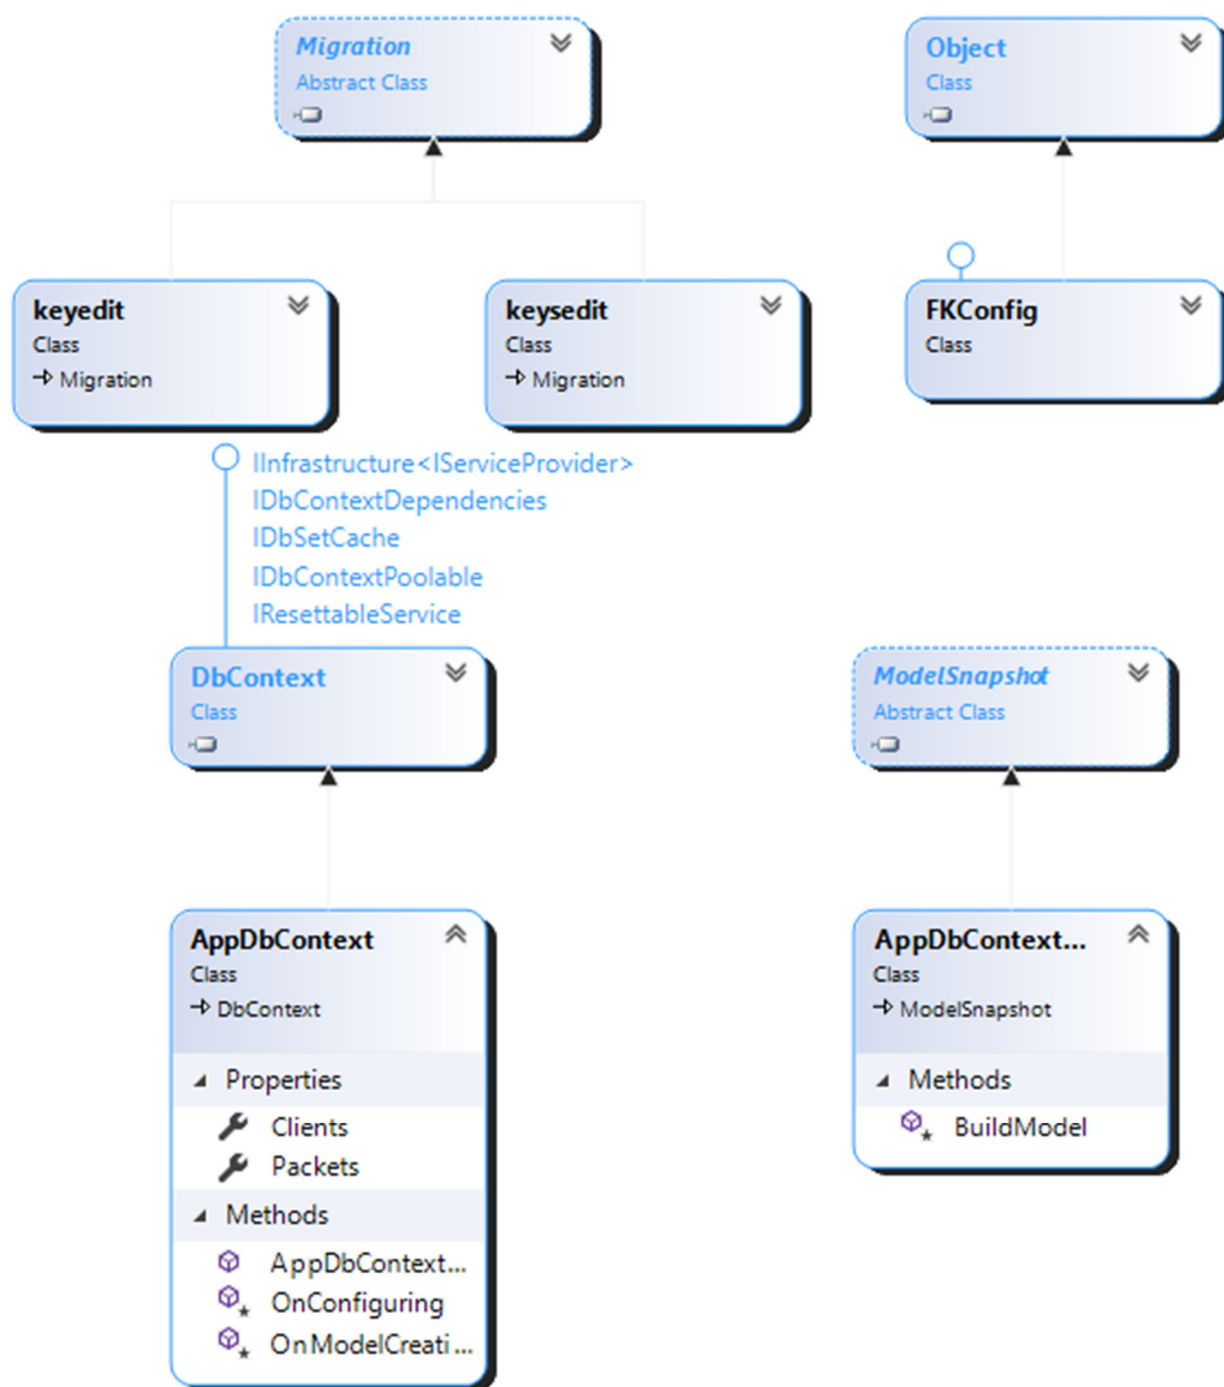 Migration
Abstract Class
Object
Class
keyedit
Class
Migration
keysedit
Class
Migration
FKConfig
Class
IInfrastructure<IServiceProvider>
IDbContextDependencies
IDbSetCache
IDbContextPoolable
IResettableService
DbContext
Class
ModelSnapshot
Abstract Class
AppDbContext
Class
DbContext
Properties
Clients
Packets
Methods
AppDbContext...
OnConfiguring
OnModelCreati...
AppDbContext...
Class
ModelSnapshot
Methods
BuildModel